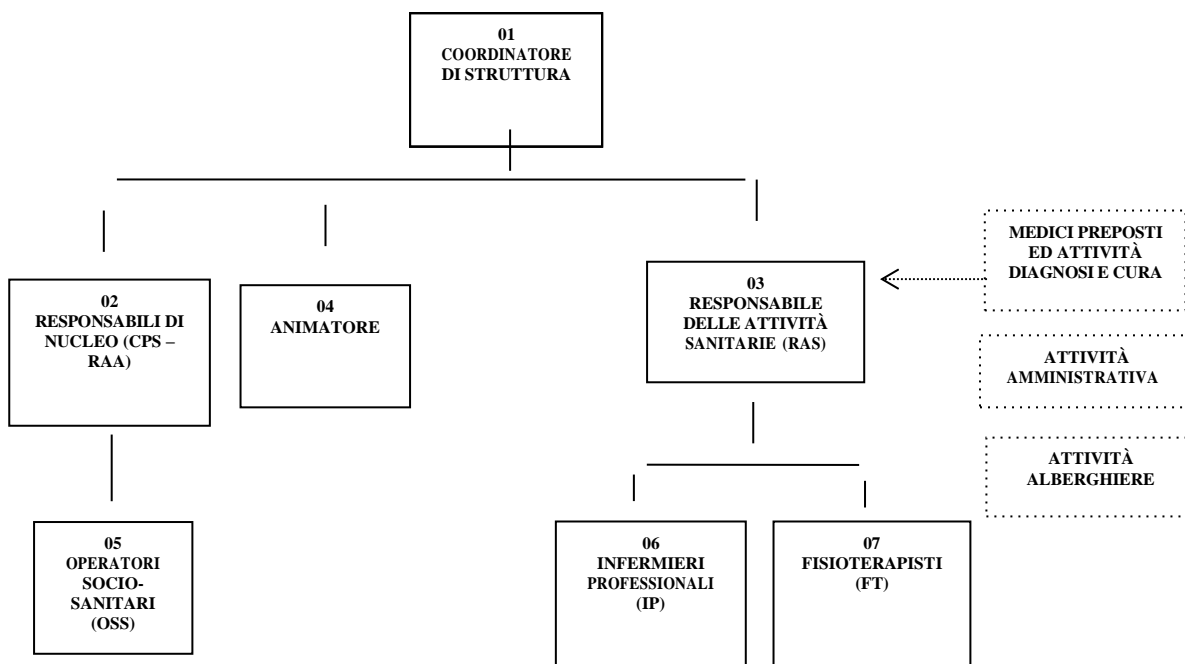 01
COORDINATORE
DI STRUTTURA
MEDICI PREPOSTI
ED ATTIVITÀ
DIAGNOSI E CURA
02
RESPONSABILI DI
NUCLEO (CPS –
RAA)
04
ANIMATORE
03
RESPONSABILE
DELLE ATTIVITÀ
SANITARIE (RAS)
ATTIVITÀ
AMMINISTRATIVA
ATTIVITÀ
ALBERGHIERE
05
OPERATORI
SOCIO-
SANITARI
(OSS)
06
INFERMIERI
PROFESSIONALI
(IP)
07
FISIOTERAPISTI
(FT)